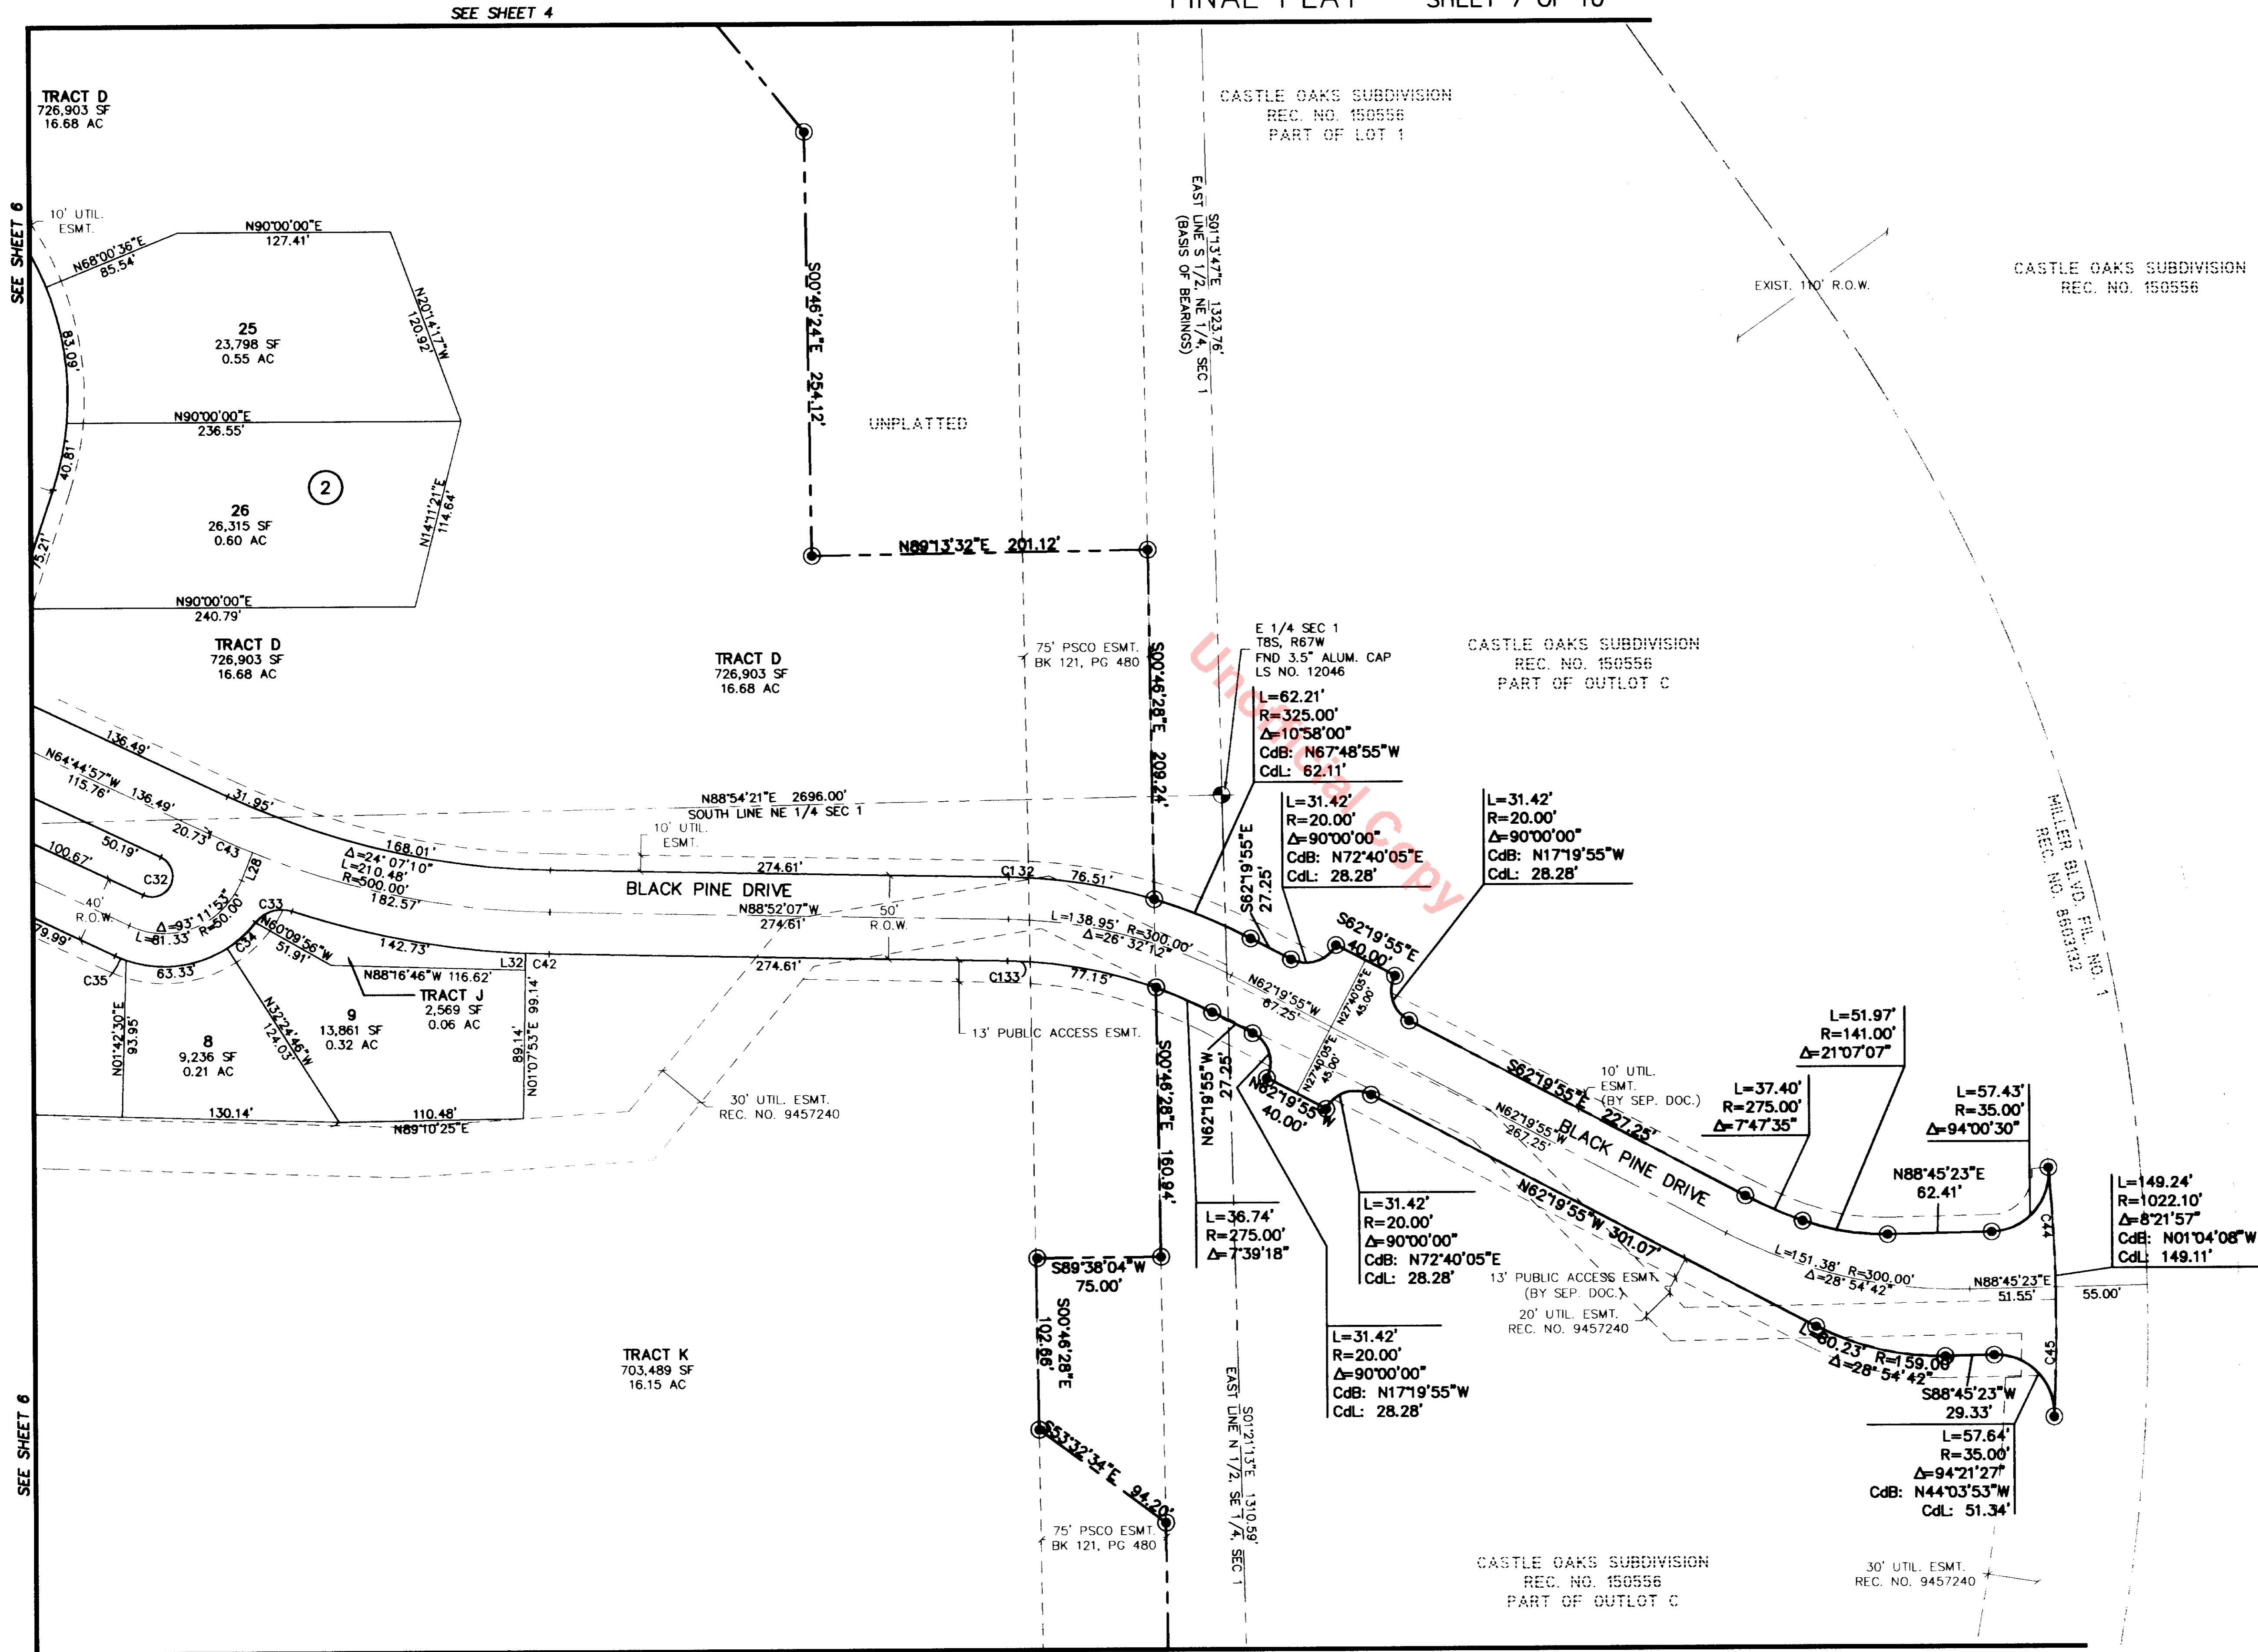 SEE SHEET 4
SHEET 7 OF 10
TRACT D
726,903 SF
16.68 AC
SEE SHEET 6
10' UTIL.
ESMT.
N68°00'36"E
85.54'
N90°00'00"E
127.41'
N20°14'17"W
120.92'
83.09'
25
23,798 SF
0.55 AC
N90°00'00"E
236.55'
40.81'
2
26
26,315 SF
0.60 AC
N14°11'21"E
114.64'
75.21'
N90°00'00"E
240.79'
TRACT D
726,903 SF
16.68 AC
S00°46'24"E 254.12'
UNPLATTED
N89°13'32"E 201.12'
TRACT D
726,903 SF
16.68 AC
75' PSCO ESMT.
BK 121, PG 480
S00°46'28"E 209.24'
CASTLE OAKS SUBDIVISION
REC. NO. 150556
PART OF LOT 1
S01°13'47"E 1323.76'
EAST LINE S 1/2, NE 1/4, SEC 1
(BASIS OF BEARINGS)
EXIST. 110' R.O.W.
CASTLE OAKS SUBDIVISION
REC. NO. 150556
E 1/4 SEC 1
T8S, R67W
FND 3.5" ALUM. CAP
LS NO. 12046
CASTLE OAKS SUBDIVISION
REC. NO. 150556
PART OF OUTLOT C
Unofficial Copy
L=62.21'
R=325.00'
Δ=10°58'00"
CdB: N67°48'55"W
CdL: 62.11'
L=31.42'
R=20.00'
Δ=90°00'00"
CdB: N72°40'05"E
CdL: 28.28'
L=31.42'
R=20.00'
Δ=90°00'00"
CdB: N17°19'55"W
CdL: 28.28'
MILLER BLVD. FIL. NO. 1
REC. NO. 8603132
136.49'
N64°44'57"W
115.76'
136.49'
20.73'
31.95'
C43
L28
50.19'
100.67'
C32
40'
R.O.W.
79.99'
Δ=93°11'53"
L=81.33'
R=50.00'
C33
C34
C35
63.33'
168.01'
Δ=24°07'10"
L=210.48'
R=500.00'
182.57'
142.73'
N60°09'56"W
51.91'
N88°16'46"W 116.62'
L32
C42
N88°54'21"E 2696.00'
SOUTH LINE NE 1/4 SEC 1
10' UTIL.
ESMT.
274.61'
BLACK PINE DRIVE
N88°52'07"W
274.61'
50'
R.O.W.
274.61'
C132
76.51'
L=138.95' R=300.00'
Δ=26°32'12"
C133
77.15'
13' PUBLIC ACCESS ESMT.
S62°19'55"E
27.25'
S62°19'55"E
40.00'
N62°19'55"W
67.25'
N27°40'05"E
45.00'
N27°40'05"E
45.00'
N62°19'55"W
27.25'
N62°19'55"W
40.00'
TRACT J
2,569 SF
0.06 AC
8
9,236 SF
0.21 AC
9
13,861 SF
0.32 AC
N01°42'30"E
93.95'
N32°24'46"W
124.03'
89.14'
N01°07'53"E 99.14'
130.14'
110.48'
N89°10'25"E
30' UTIL. ESMT.
REC. NO. 9457240
S00°46'28"E 160.94'
L=36.74'
R=275.00'
Δ=7°39'18"
L=31.42'
R=20.00'
Δ=90°00'00"
CdB: N72°40'05"E
CdL: 28.28'
L=31.42'
R=20.00'
Δ=90°00'00"
CdB: N17°19'55"W
CdL: 28.28'
S62°19'55"E 227.25'
10' UTIL.
ESMT.
(BY SEP. DOC.)
N62°19'55"W
267.25'
BLACK PINE DRIVE
N62°19'55"W 301.07'
L=37.40'
R=275.00'
Δ=7°47'35"
L=51.97'
R=141.00'
Δ=21°07'07"
L=57.43'
R=35.00'
Δ=94°00'30"
N88°45'23"E
62.41'
L=149.24'
R=1022.10'
Δ=8°21'57"
CdB: N01°04'08"W
CdL: 149.11'
C44
C45
L=151.38' R=300.00'
Δ=28°54'42"
N88°45'23"E
51.55'
55.00'
13' PUBLIC ACCESS ESMT.
(BY SEP. DOC.)
20' UTIL. ESMT.
REC. NO. 9457240
L=80.23' R=159.00'
Δ=28°54'42"
S88°45'23"W
29.33'
L=57.64'
R=35.00'
Δ=94°21'27"
CdB: N44°03'53"W
CdL: 51.34'
S89°38'04"W
75.00'
S00°46'28"E
102.66'
TRACT K
703,489 SF
16.15 AC
S53°32'34"E 94.20'
75' PSCO ESMT.
BK 121, PG 480
S01°21'13"E 1310.59'
EAST LINE N 1/2, SE 1/4, SEC 1
CASTLE OAKS SUBDIVISION
REC. NO. 150556
PART OF OUTLOT C
30' UTIL. ESMT.
REC. NO. 9457240
SEE SHEET 6